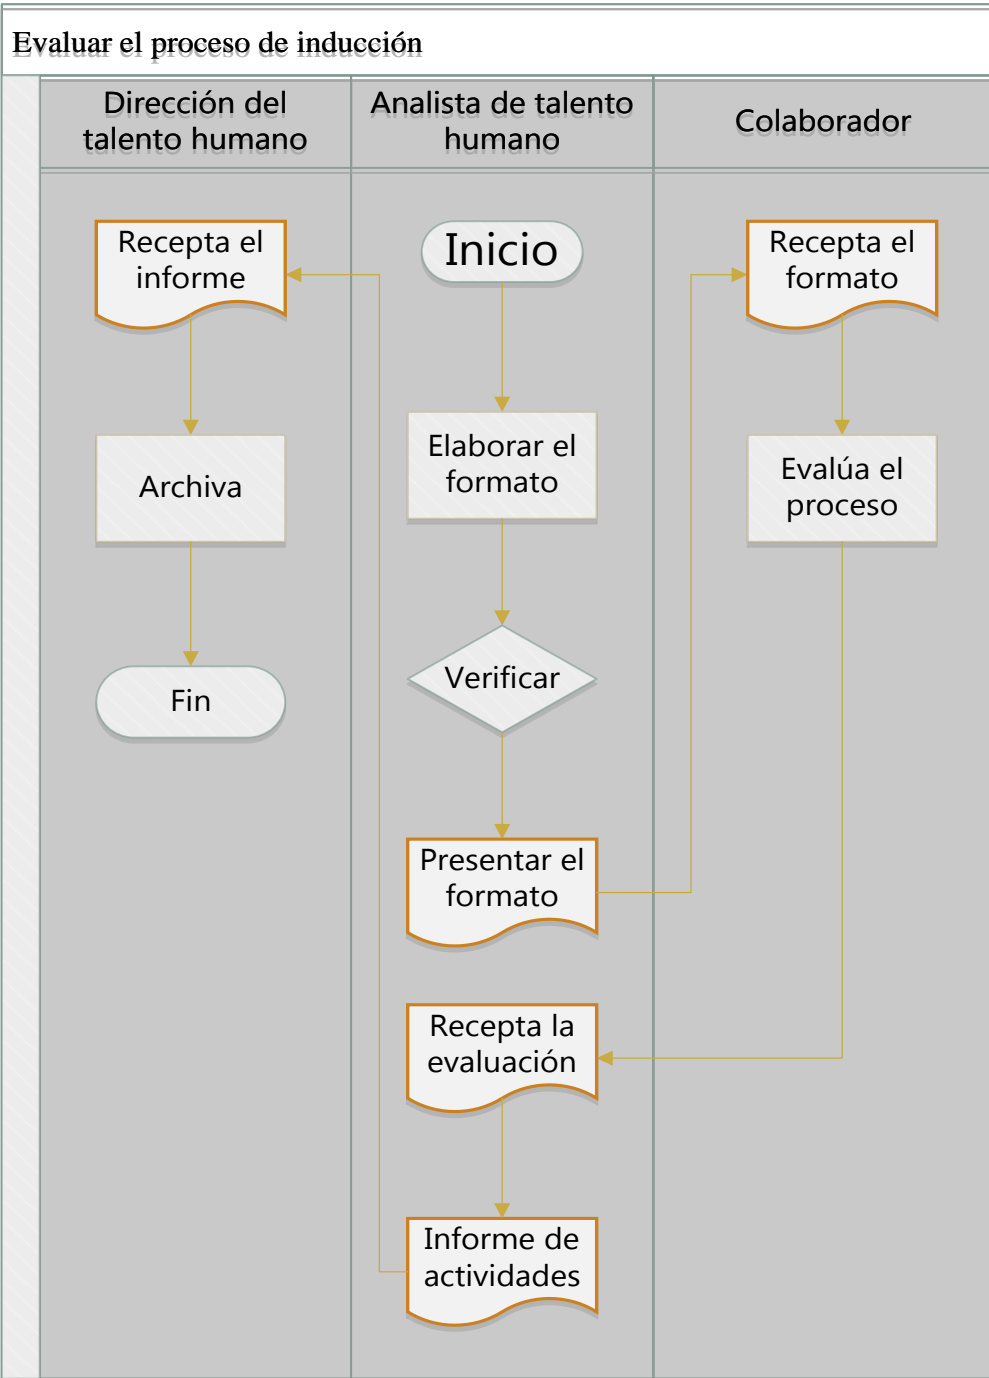 Evaluar el proceso de inducción
Dirección del
talento humano
Analista de talento
humano
Colaborador
Recepta el
informe
Archiva
Fin
Inicio
Elaborar el
formato
Verificar
Presentar el
formato
Recepta la
evaluación
Informe de
actividades
Recepta el
formato
Evalúa el
proceso